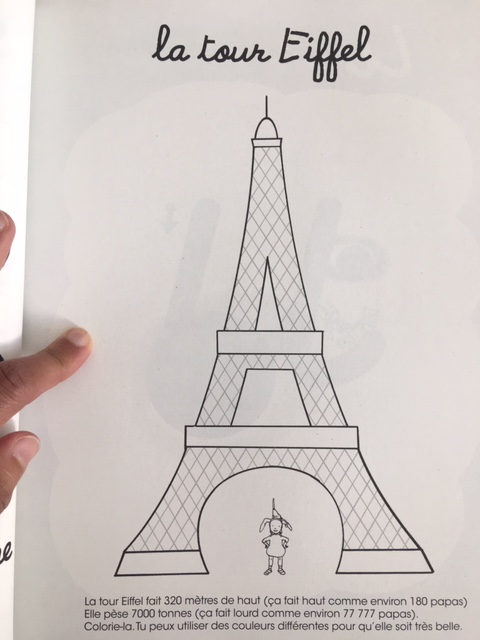 la tour Eiffel
La tour Eiffel fait 320 mètres de haut (ça fait haut comme environ 180 papas)
Elle pèse 7000 tonnes (ça fait lourd comme environ 77 777 papas).
Colorie-la. Tu peux utiliser des couleurs différentes pour qu'elle soit très belle.